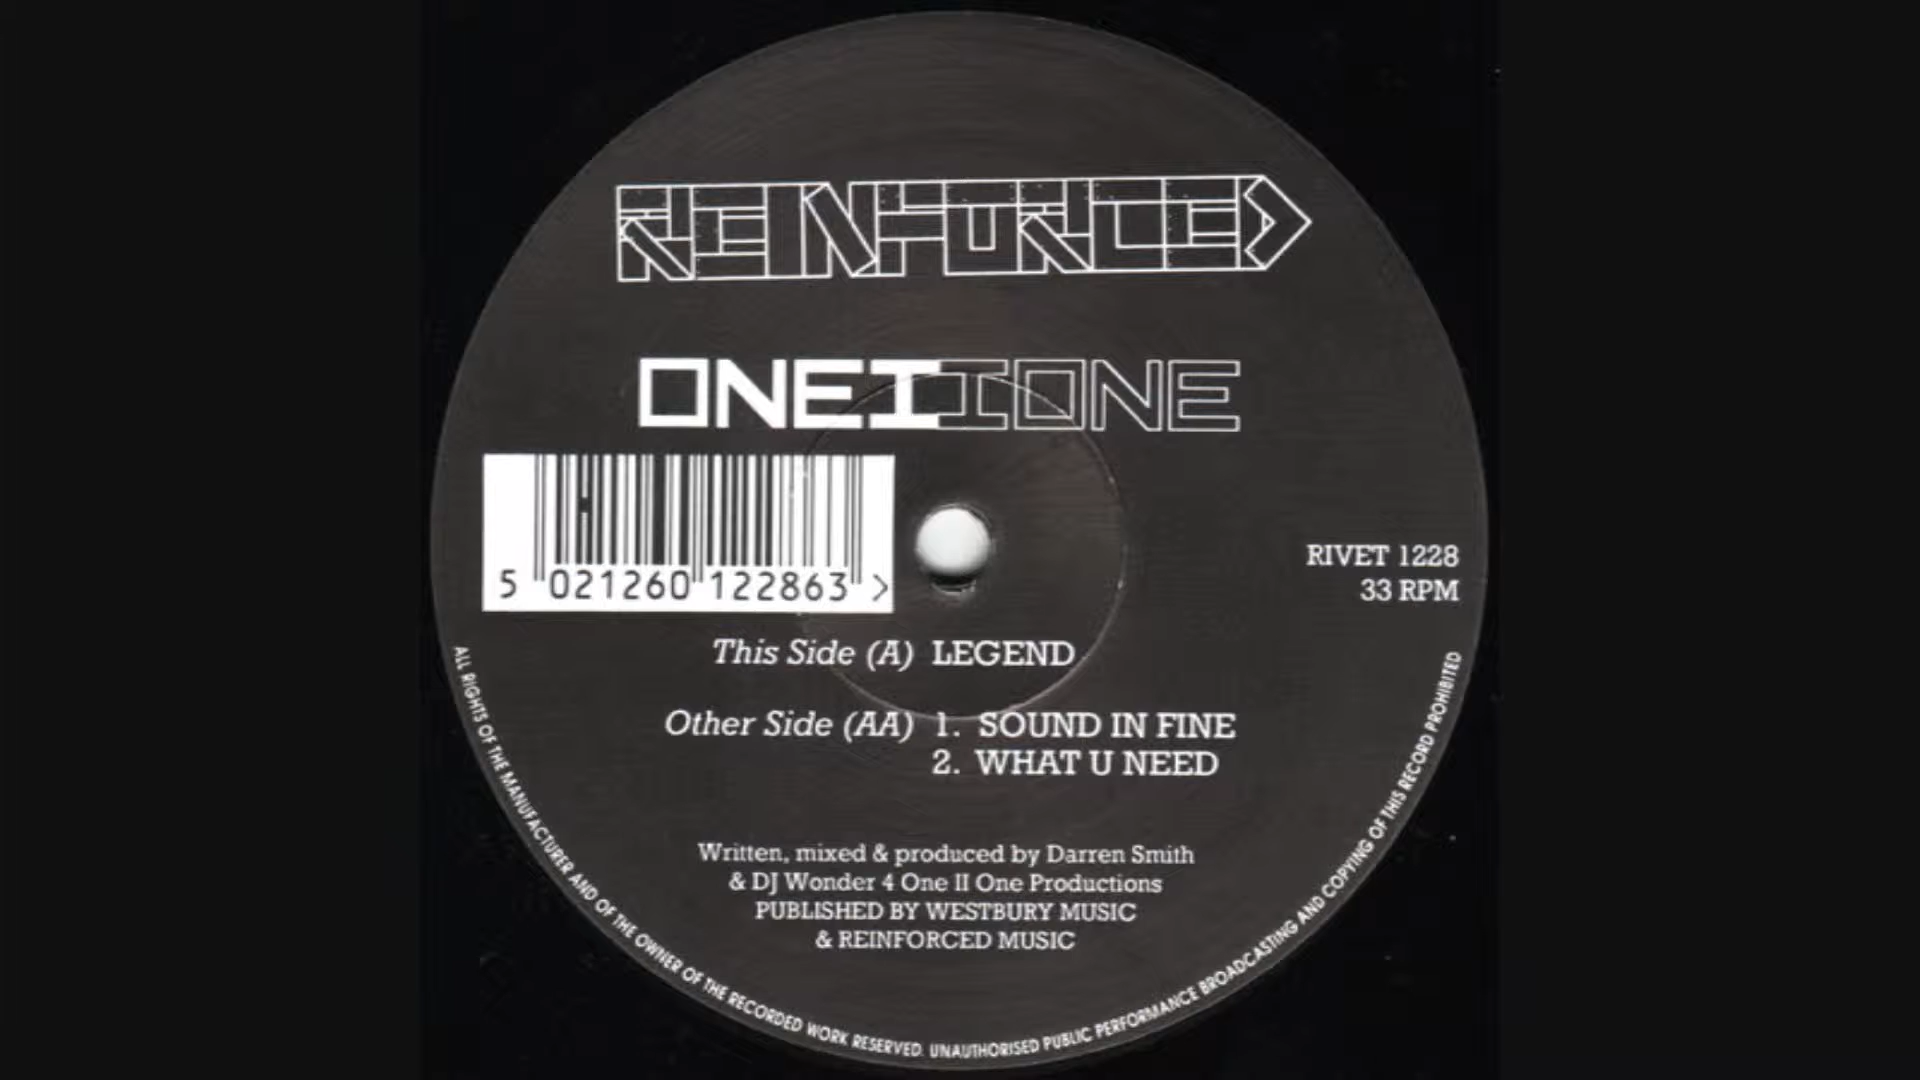 REINFORCED
ONEIIONE
5 021260 122863 >
RIVET 1228
33 RPM
This Side (A) LEGEND
Other Side (AA) 1. SOUND IN FINE
2. WHAT U NEED
Written, mixed & produced by Darren Smith
& DJ Wonder 4 One II One Productions
PUBLISHED BY WESTBURY MUSIC
& REINFORCED MUSIC
ALL RIGHTS OF THE MANUFACTURER AND OF THE OWNER OF THE RECORDED WORK RESERVED. UNAUTHORISED PUBLIC PERFORMANCE BROADCASTING AND COPYING OF THIS RECORD PROHIBITED